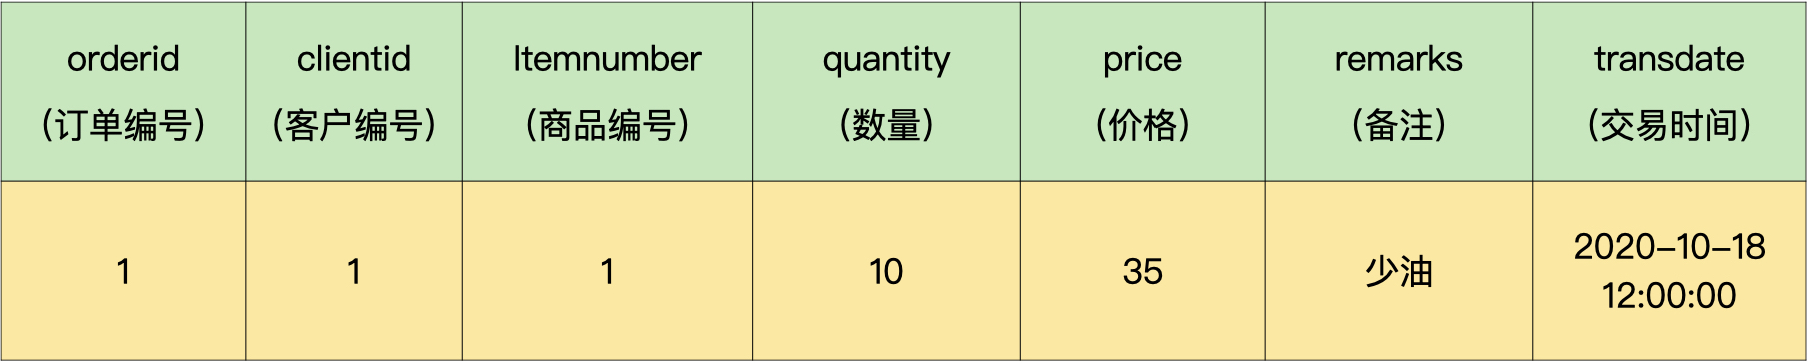 orderid clientid Itemnumber quantity price remarks transdate
（订单编号） （客户编号） （商品编号） （数量） （价格） （备注） （交易时间）
1 1 1 10 35 少油 2020-10-18
12:00:00